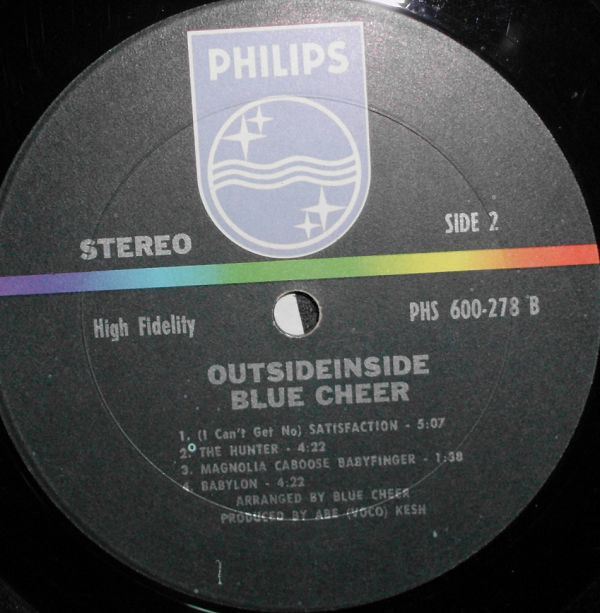 PHILIPS
SIDE 2
STEREO
High Fidelity
PHS 600-278 B
OUTSIDEINSIDE
BLUE CHEER
1. (I Can't Get No) SATISFACTION - 5:07
2. THE HUNTER - 4:22
3. MAGNOLIA CABOOSE BABYFINGER - 1:38
4. BABYLON - 4:22
ARRANGED BY BLUE CHEER
PRODUCED BY ABE (VOCO) KESH